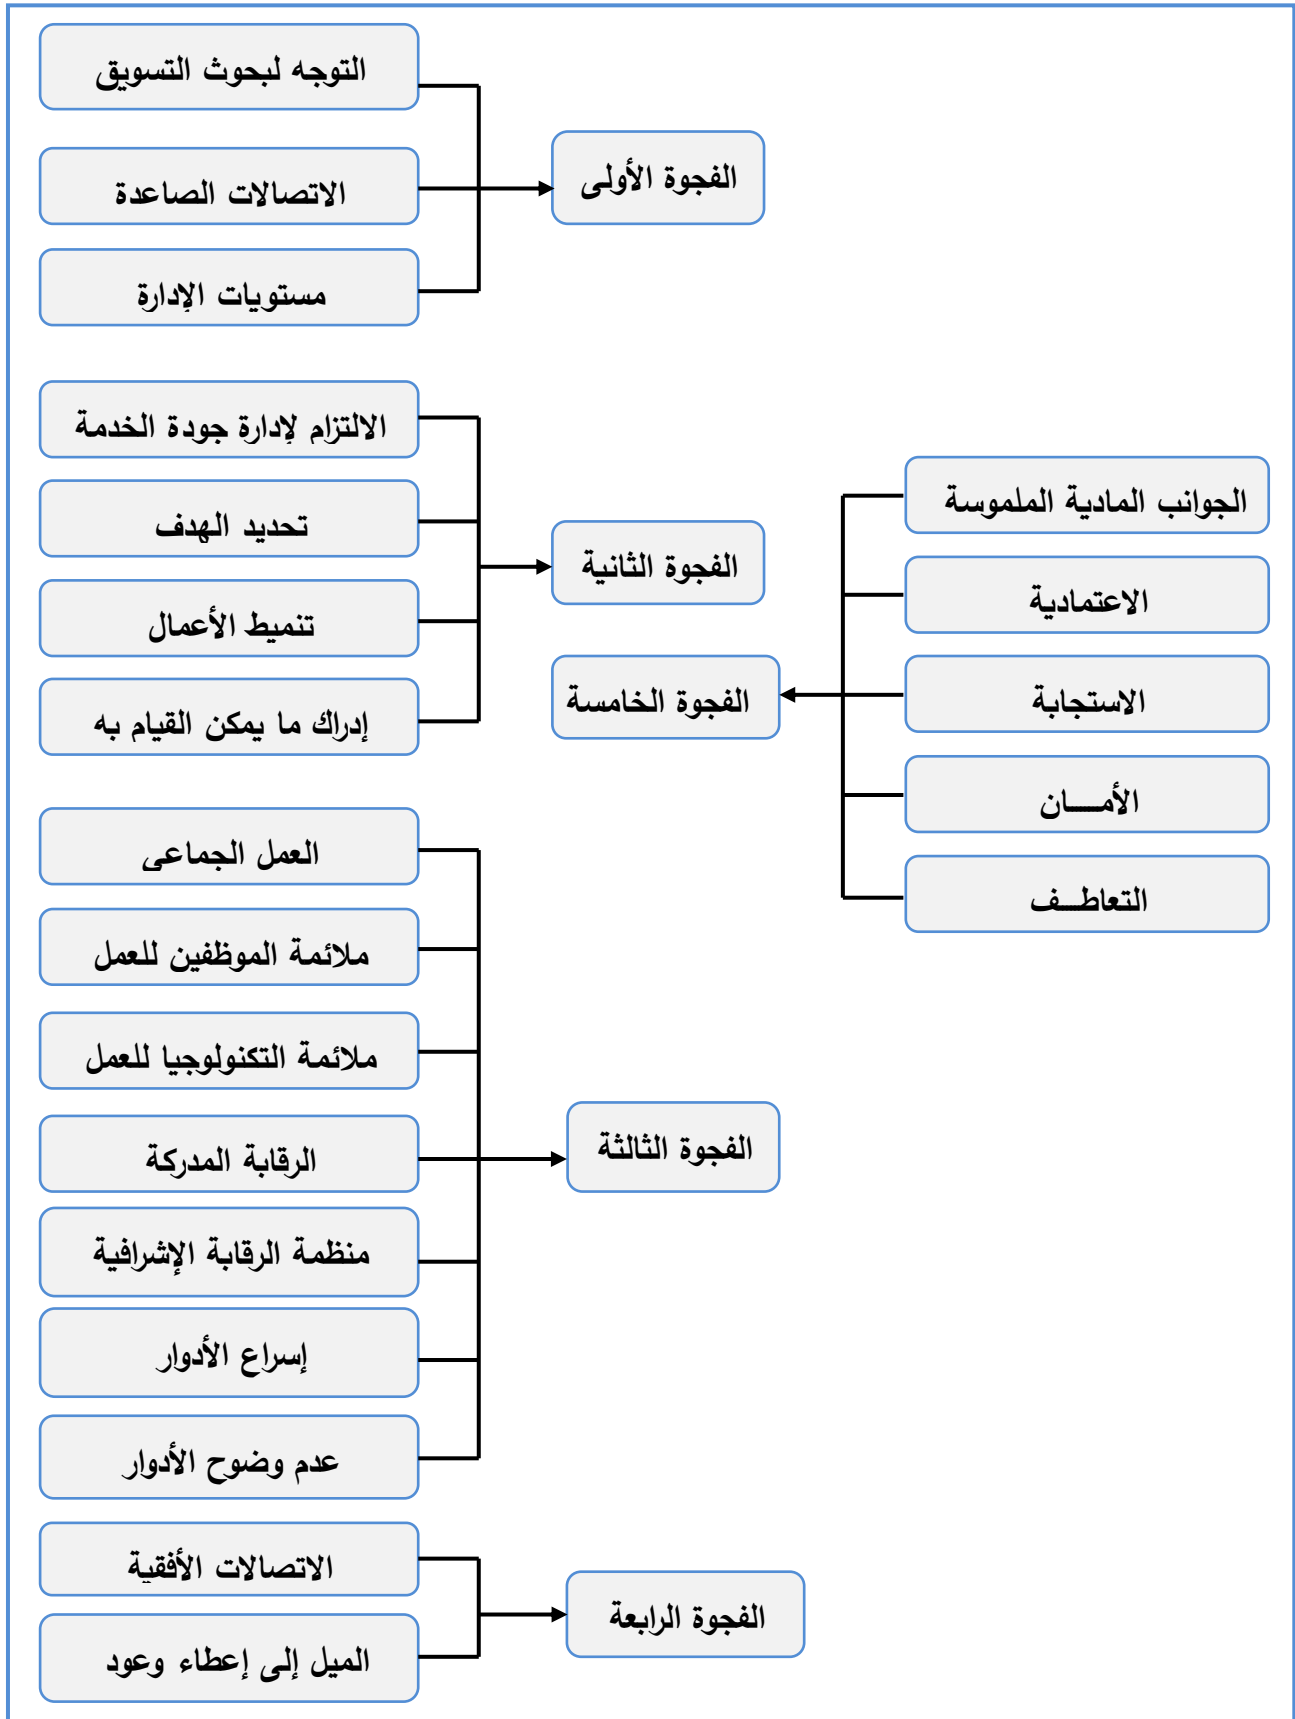 التوجه لبحوث التسويق
الاتصالات الصاعدة
مستويات الإدارة
الفجوة الأولى
الالتزام لإدارة جودة الخدمة
تحديد الهدف
تنميط الأعمال
إدراك ما يمكن القيام به
الفجوة الثانية
الجوانب المادية الملموسة
الاعتمادية
الاستجابة
الأمــــان
التعاطــف
الفجوة الخامسة
العمل الجماعي
ملائمة الموظفين للعمل
ملائمة التكنولوجيا للعمل
الرقابة المدركة
منظمة الرقابة الإشرافية
إسراع الأدوار
عدم وضوح الأدوار
الفجوة الثالثة
الاتصالات الأفقية
الميل إلى إعطاء وعود
الفجوة الرابعة